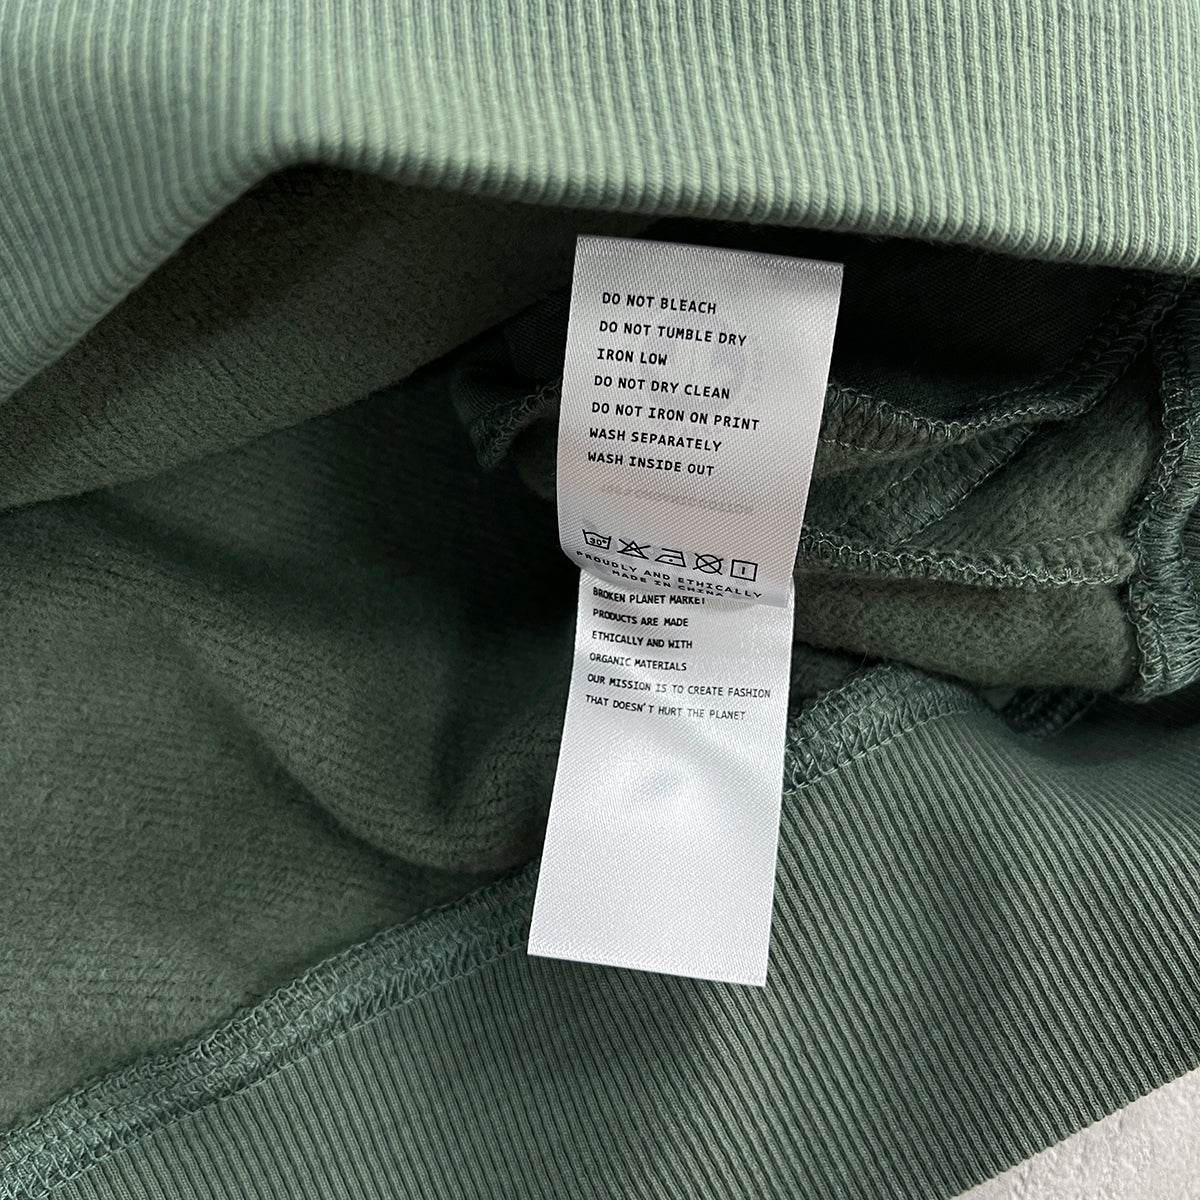 DO NOT BLEACH
DO NOT TUMBLE DRY
IRON LOW
DO NOT DRY CLEAN
DO NOT IRON ON PRINT
WASH SEPARATELY
WASH INSIDE OUT
30°
PROUDLY AND ETHICALLY
MADE IN CHINA
BROKEN PLANET MARKET
PRODUCTS ARE MADE
ETHICALLY AND WITH
ORGANIC MATERIALS
OUR MISSION IS TO CREATE FASHION
THAT DOESN'T HURT THE PLANET